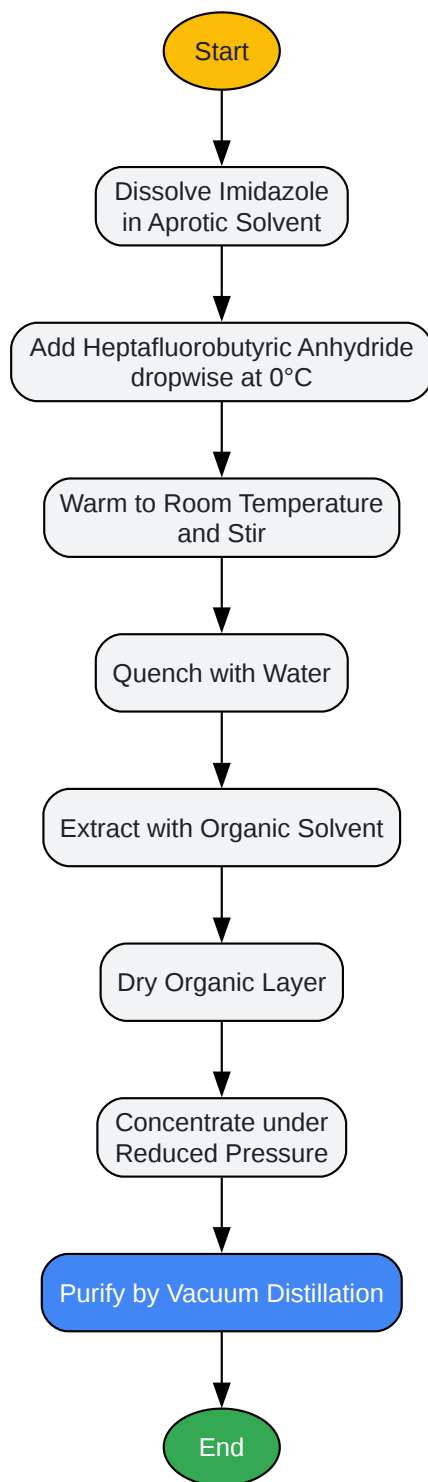 Start
Dissolve Imidazole
in Aprotic Solvent
Add Heptafluorobutyric Anhydride
dropwise at 0°C
Warm to Room Temperature
and Stir
Quench with Water
Extract with Organic Solvent
Dry Organic Layer
Concentrate under
Reduced Pressure
Purify by Vacuum Distillation
End